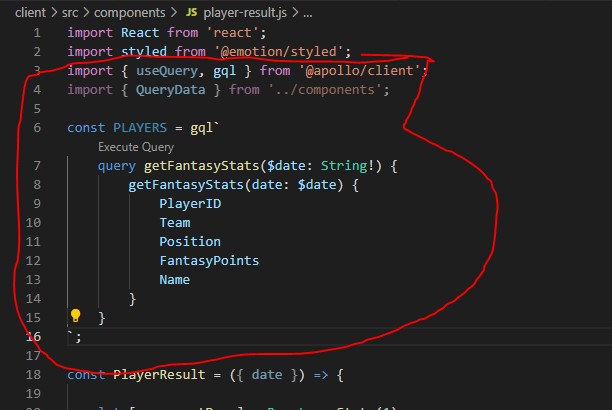 client > src > components > JS player-result.js > ...
1 import React from 'react';
2 import styled from '@emotion/styled';
3 import { useQuery, gql } from '@apollo/client';
4 import { QueryData } from '../components';
5
6 const PLAYERS = gql`
Execute Query
7 query getFantasyStats($date: String!) {
8 getFantasyStats(date: $date) {
9 PlayerID
10 Team
11 Position
12 FantasyPoints
13 Name
14 }
15 }
16 `;
17
18 const PlayerResult = ({ date }) => {
19